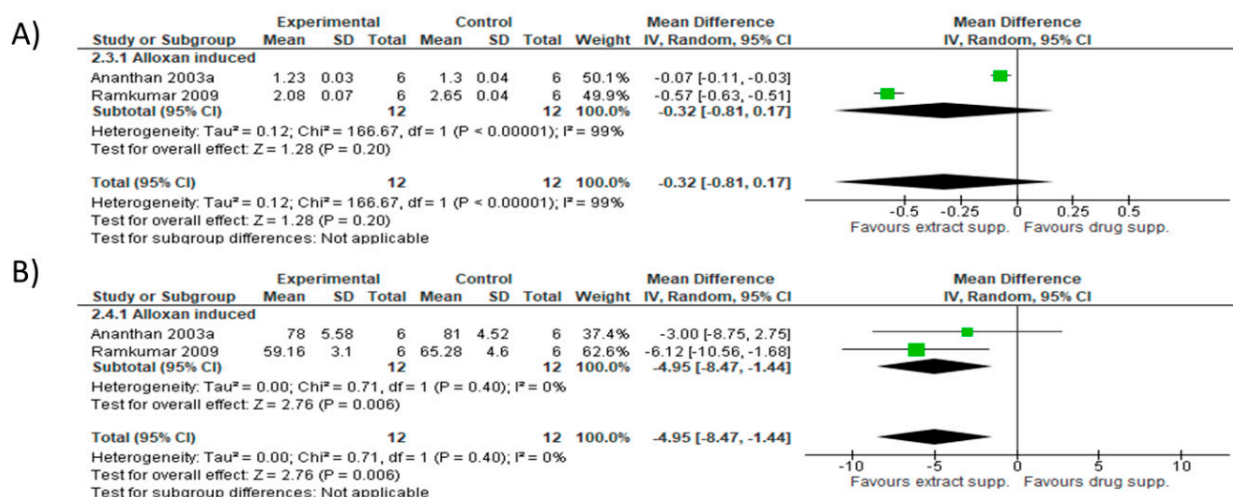 A)
Experimental Control Mean Difference Mean Difference
Study or Subgroup Mean SD Total Mean SD Total Weight IV, Random, 95% CI IV, Random, 95% CI
2.3.1 Alloxan induced
Ananthan 2003a 1.23 0.03 6 1.3 0.04 6 50.1% -0.07 [-0.11, -0.03]
Ramkumar 2009 2.08 0.07 6 2.65 0.04 6 49.9% -0.57 [-0.63, -0.51]
Subtotal (95% CI) 12 12 100.0% -0.32 [-0.81, 0.17]
Heterogeneity: Tau² = 0.12; Chi² = 166.67, df = 1 (P < 0.00001); I² = 99%
Test for overall effect: Z = 1.28 (P = 0.20)
Total (95% CI) 12 12 100.0% -0.32 [-0.81, 0.17]
Heterogeneity: Tau² = 0.12; Chi² = 166.67, df = 1 (P < 0.00001); I² = 99%
Test for overall effect: Z = 1.28 (P = 0.20)
Test for subgroup differences: Not applicable
-0.5 -0.25 0 0.25 0.5
Favours extract supp. Favours drug supp.
B)
Experimental Control Mean Difference Mean Difference
Study or Subgroup Mean SD Total Mean SD Total Weight IV, Random, 95% CI IV, Random, 95% CI
2.4.1 Alloxan induced
Ananthan 2003a 78 5.58 6 81 4.52 6 37.4% -3.00 [-8.75, 2.75]
Ramkumar 2009 59.16 3.1 6 65.28 4.6 6 62.6% -6.12 [-10.56, -1.68]
Subtotal (95% CI) 12 12 100.0% -4.95 [-8.47, -1.44]
Heterogeneity: Tau² = 0.00; Chi² = 0.71, df = 1 (P = 0.40); I² = 0%
Test for overall effect: Z = 2.76 (P = 0.006)
Total (95% CI) 12 12 100.0% -4.95 [-8.47, -1.44]
Heterogeneity: Tau² = 0.00; Chi² = 0.71, df = 1 (P = 0.40); I² = 0%
Test for overall effect: Z = 2.76 (P = 0.006)
Test for subgroup differences: Not applicable
-10 -5 0 5 10
Favours extract supp. Favours drug supp.